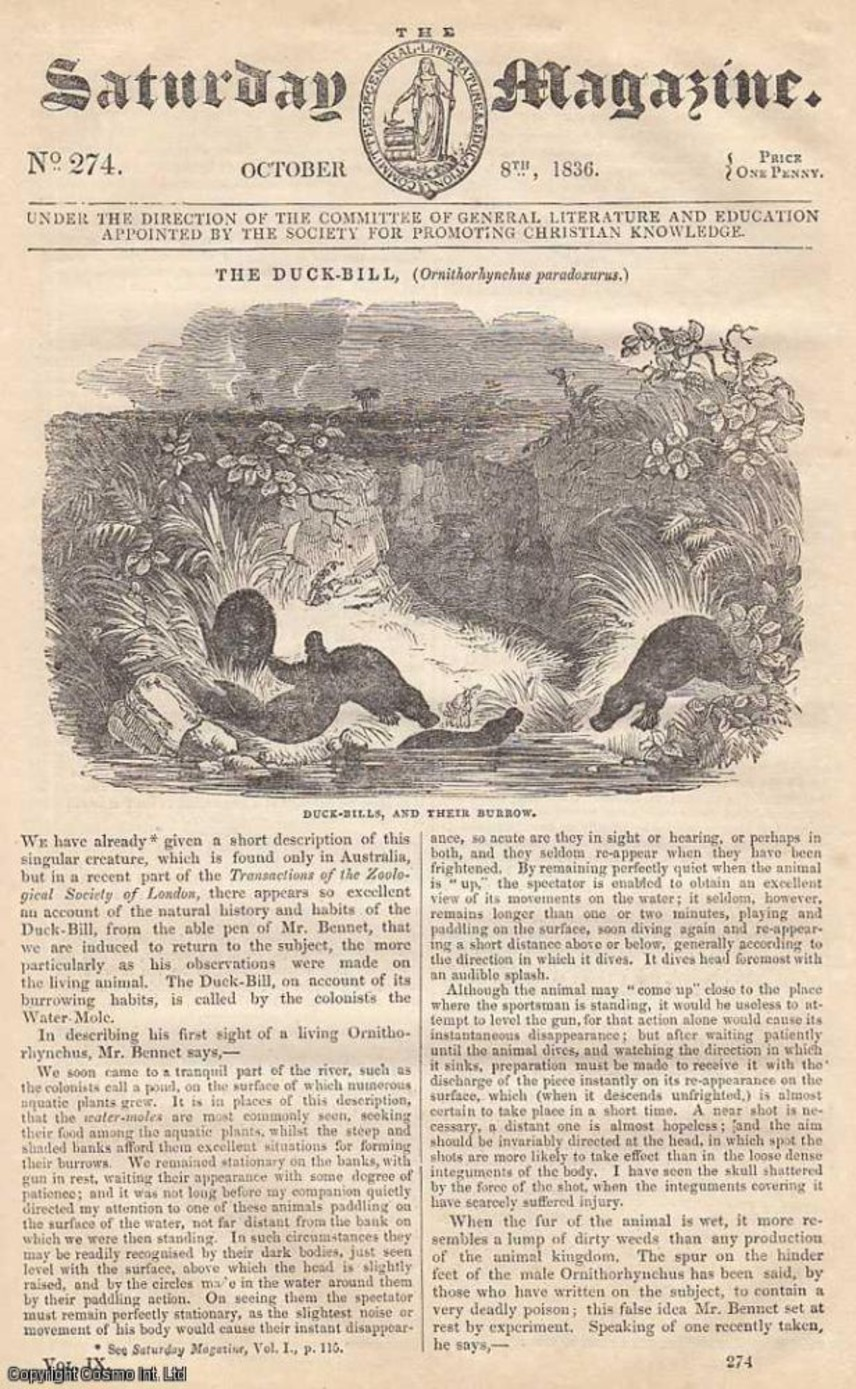 THE
Saturday Magazine.
COMMITTEE OF GENERAL LITERATURE & EDUCATION
No. 274. OCTOBER 8TH, 1836. { PRICE
{ ONE PENNY.
UNDER THE DIRECTION OF THE COMMITTEE OF GENERAL LITERATURE AND EDUCATION
APPOINTED BY THE SOCIETY FOR PROMOTING CHRISTIAN KNOWLEDGE.
THE DUCK-BILL, (Ornithorhynchus paradoxurus.)
DUCK-BILLS, AND THEIR BURROW.
WE have already* given a short description of this
singular creature, which is found only in Australia,
but in a recent part of the Transactions of the Zoolo-
gical Society of London, there appears so excellent
an account of the natural history and habits of the
Duck-Bill, from the able pen of Mr. Bennet, that
we are induced to return to the subject, the more
particularly as his observations were made on
the living animal. The Duck-Bill, on account of its
burrowing habits, is called by the colonists the
Water-Mole.
In describing his first sight of a living Ornitho-
rhynchus, Mr. Bennet says,—
We soon came to a tranquil part of the river, such as
the colonists call a pond, on the surface of which numerous
aquatic plants grew. It is in places of this description,
that the water-moles are most commonly seen, seeking
their food among the aquatic plants, whilst the steep and
shaded banks afford them excellent situations for forming
their burrows. We remained stationary on the banks, with
gun in rest, waiting their appearance with some degree of
patience; and it was not long before my companion quietly
directed my attention to one of these animals paddling on
the surface of the water, not far distant from the bank on
which we were then standing. In such circumstances they
may be readily recognised by their dark bodies, just seen
level with the surface, above which the head is slightly
raised, and by the circles made in the water around them
by their paddling action. On seeing them the spectator
must remain perfectly stationary, as the slightest noise or
movement of his body would cause their instant disappear-
* See Saturday Magazine, Vol. I., p. 115.
VOL. IX.
ance, so acute are they in sight or hearing, or perhaps in
both, and they seldom re-appear when they have been
frightened. By remaining perfectly quiet when the animal
is "up," the spectator is enabled to obtain an excellent
view of its movements on the water; it seldom, however,
remains longer than one or two minutes, playing and
paddling on the surface, soon diving again and re-appear-
ing a short distance above or below, generally according to
the direction in which it dives. It dives head foremost with
an audible splash.
Although the animal may "come up" close to the place
where the sportsman is standing, it would be useless to at-
tempt to level the gun, for that action alone would cause its
instantaneous disappearance; but after waiting patiently
until the animal dives, and watching the direction in which
it sinks, preparation must be made to receive it with the
discharge of the piece instantly on its re-appearance on the
surface, which (when it descends unfrighted,) is almost
certain to take place in a short time. A near shot is ne-
cessary, a distant one is almost hopeless; and the aim
should be invariably directed at the head, in which spot the
shots are more likely to take effect than in the loose dense
integuments of the body. I have seen the skull shattered
by the force of the shot, when the integuments covering it
have scarcely suffered injury.
When the fur of the animal is wet, it more re-
sembles a lump of dirty weeds than any production
of the animal kingdom. The spur on the hinder
feet of the male Ornithorhynchus has been said, by
those who have written on the subject, to contain a
very deadly poison; this false idea Mr. Bennet set at
rest by experiment. Speaking of one recently taken,
he says,—
274
Copyright Cosmo Int. Ltd